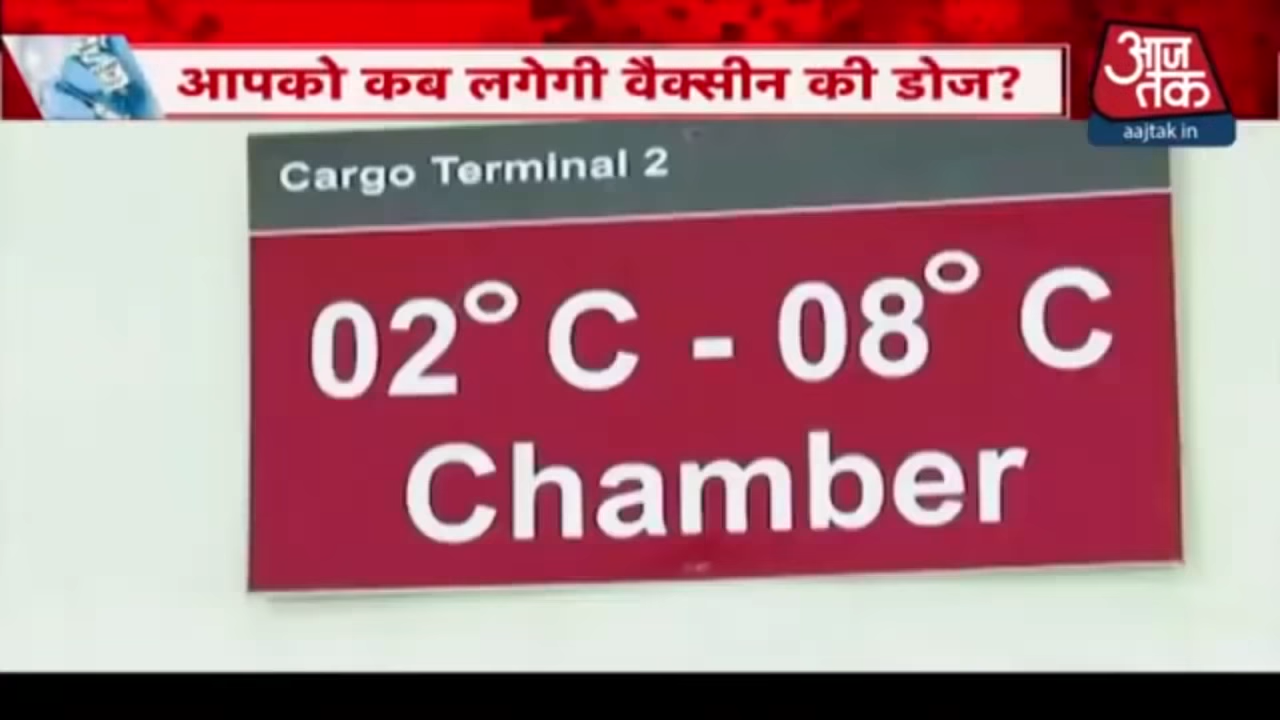 आपको कब लगेगी वैक्सीन की डोज?
आज
तक
aajtak.in
Cargo Terminal 2
02° C - 08° C
Chamber